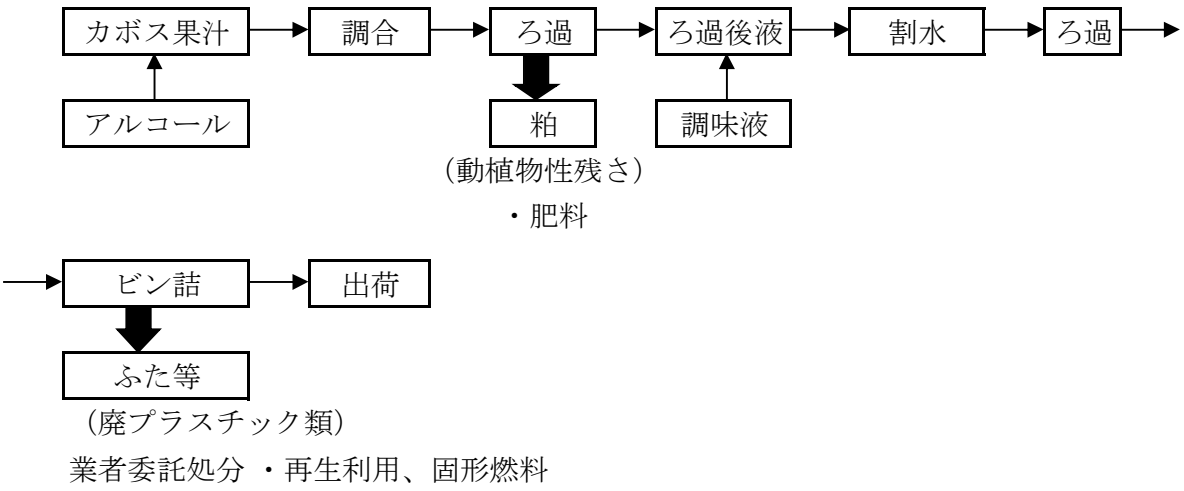 カボス果汁 調合 ろ過 ろ過後液 割水 ろ過
アルコール 粕 調味液
（動植物性残さ）
・肥料
ビン詰 出荷
ふた等
（廃プラスチック類）
業者委託処分 ・再生利用、固形燃料